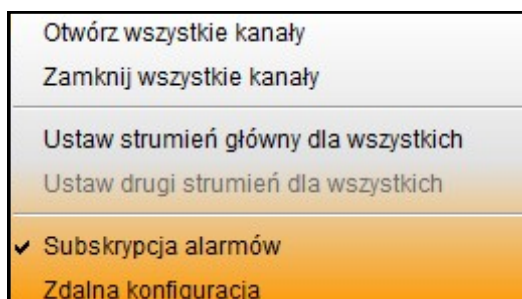 Otwórz wszystkie kanały
Zamknij wszystkie kanały
Ustaw strumień główny dla wszystkich
Ustaw drugi strumień dla wszystkich
Subskrypcja alarmów
Zdalna konfiguracja